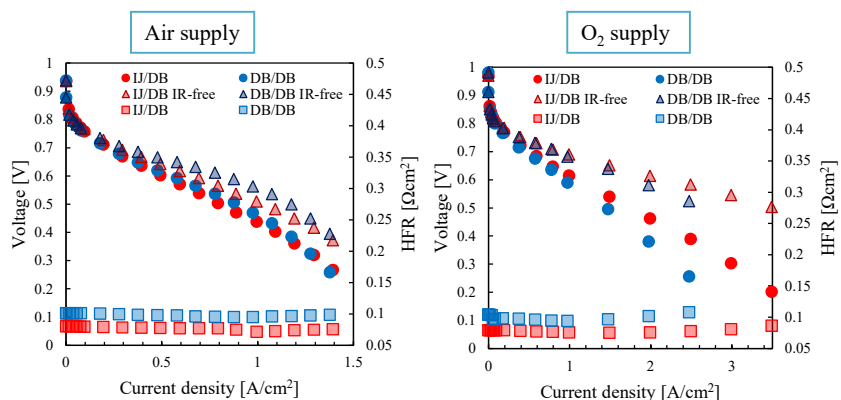 Air supply
O2 supply
IJ/DB
DB/DB
IJ/DB IR-free
DB/DB IR-free
IJ/DB
DB/DB
Voltage [V]
1
0.9
0.8
0.7
0.6
0.5
0.4
0.3
0.2
0.1
0
HFR [Ωcm2]
0.5
0.45
0.4
0.35
0.3
0.25
0.2
0.15
0.1
0.05
0
0.5
1
1.5
Current density [A/cm2]
IJ/DB
DB/DB
IJ/DB IR-free
DB/DB IR-free
IJ/DB
DB/DB
Voltage [V]
1
0.9
0.8
0.7
0.6
0.5
0.4
0.3
0.2
0.1
0
HFR [Ωcm2]
0.5
0.45
0.4
0.35
0.3
0.25
0.2
0.15
0.1
0.05
0
1
2
3
Current density [A/cm2]